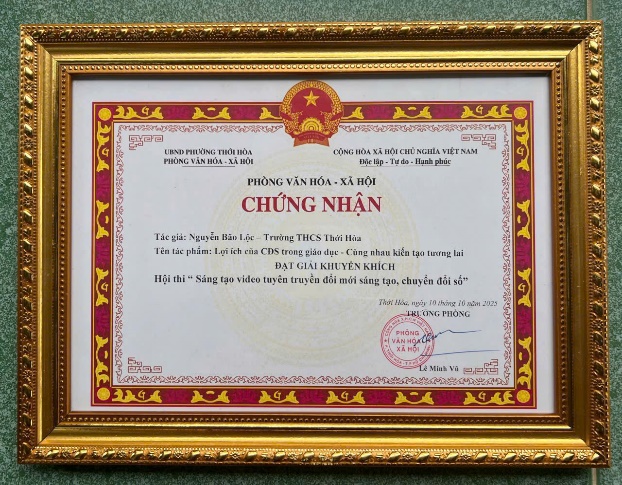 UBND PHƯỜNG THỚI HÒA
PHÒNG VĂN HÓA - XÃ HỘI
CỘNG HÒA XÃ HỘI CHỦ NGHĨA VIỆT NAM
Độc lập - Tự do - Hạnh phúc
PHÒNG VĂN HÓA - XÃ HỘI
CHỨNG NHẬN
Tác giả: Nguyễn Bảo Lộc – Trường THCS Thới Hòa
Tên tác phẩm: Lợi ích của CDS trong giáo dục - Cùng nhau kiến tạo tương lai
ĐẠT GIẢI KHUYẾN KHÍCH
Hội thi “ Sáng tạo video tuyên truyền đổi mới sáng tạo, chuyển đổi số”
Thới Hòa, ngày 10 tháng 10 năm 2025
TRƯỞNG PHÒNG
PHÒNG
VĂN HÓA
XÃ HỘI
Lê Minh Vũ